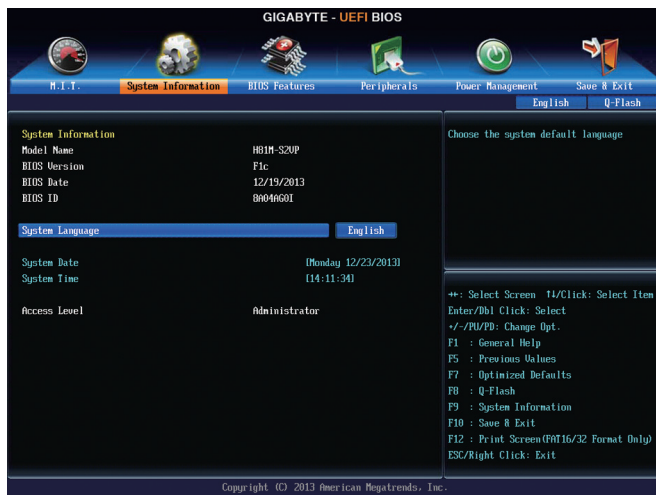 GIGABYTE - UEFI BIOS
M.I.T. System Information BIOS Features Peripherals Power Management Save & Exit
English Q-Flash
System Information
Model Name H81M-S2VP
BIOS Version F1c
BIOS Date 12/19/2013
BIOS ID 8A04AG0I
System Language English
System Date [Monday 12/23/2013]
System Time [14:11:34]
Access Level Administrator
Choose the system default language
↔: Select Screen ↑↓/Click: Select Item
Enter/Dbl Click: Select
+/-/PU/PD: Change Opt.
F1 : General Help
F5 : Previous Values
F7 : Optimized Defaults
F8 : Q-Flash
F9 : System Information
F10 : Save & Exit
F12 : Print Screen(FAT16/32 Format Only)
ESC/Right Click: Exit
Copyright (C) 2013 American Megatrends, Inc.